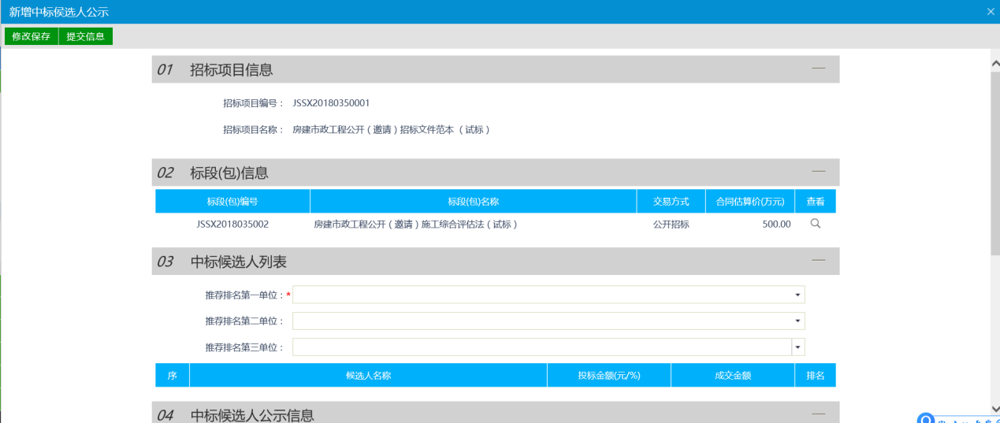 新增中标候选人公示
修改保存 提交信息
01 招标项目信息
招标项目编号： JSSX20180350001
招标项目名称： 房建市政工程公开（邀请）招标文件范本 （试标）
02 标段(包)信息
标段(包)编号 标段(包)名称 交易方式 合同估算价(万元) 查看
JSSX2018035002 房建市政工程公开（邀请）施工综合评估法（试标） 公开招标 500.00
03 中标候选人列表
推荐排名第一单位：*
推荐排名第二单位：
推荐排名第三单位：
序 候选人名称 投标金额(元/%) 成交金额 排名
04 中标候选人公示信息